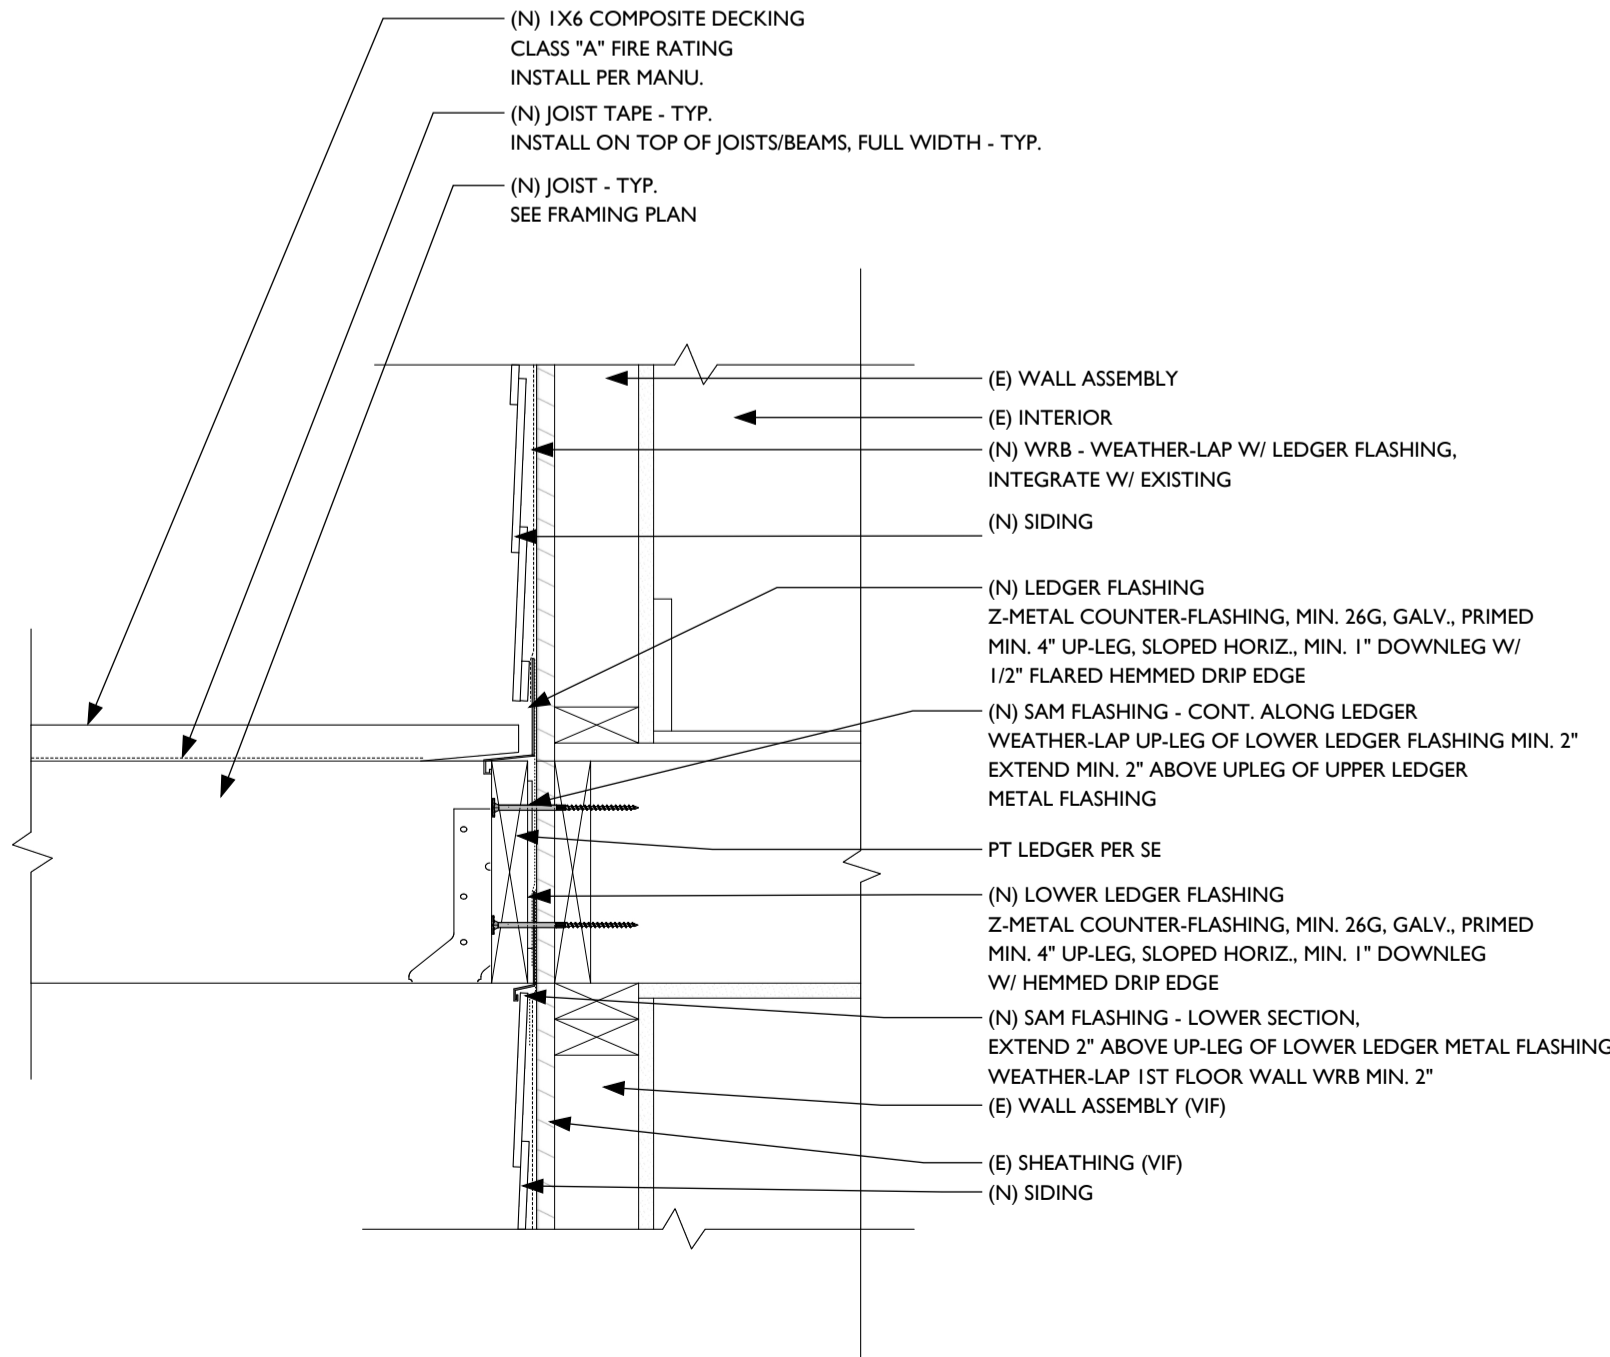 (N) 1X6 COMPOSITE DECKING
CLASS "A" FIRE RATING
INSTALL PER MANU.
(N) JOIST TAPE - TYP.
INSTALL ON TOP OF JOISTS/BEAMS, FULL WIDTH - TYP.
(N) JOIST - TYP.
SEE FRAMING PLAN
(E) WALL ASSEMBLY
(E) INTERIOR
(N) WRB - WEATHER-LAP W/ LEDGER FLASHING,
INTEGRATE W/ EXISTING
(N) SIDING
(N) LEDGER FLASHING
Z-METAL COUNTER-FLASHING, MIN. 26G, GALV., PRIMED
MIN. 4" UP-LEG, SLOPED HORIZ., MIN. 1" DOWNLEG W/
1/2" FLARED HEMMED DRIP EDGE
(N) SAM FLASHING - CONT. ALONG LEDGER
WEATHER-LAP UP-LEG OF LOWER LEDGER FLASHING MIN. 2"
EXTEND MIN. 2" ABOVE UPLEG OF UPPER LEDGER
METAL FLASHING
PT LEDGER PER SE
(N) LOWER LEDGER FLASHING
Z-METAL COUNTER-FLASHING, MIN. 26G, GALV., PRIMED
MIN. 4" UP-LEG, SLOPED HORIZ., MIN. 1" DOWNLEG
W/ HEMMED DRIP EDGE
(N) SAM FLASHING - LOWER SECTION,
EXTEND 2" ABOVE UP-LEG OF LOWER LEDGER METAL FLASHING
WEATHER-LAP 1ST FLOOR WALL WRB MIN. 2"
(E) WALL ASSEMBLY (VIF)
(E) SHEATHING (VIF)
(N) SIDING